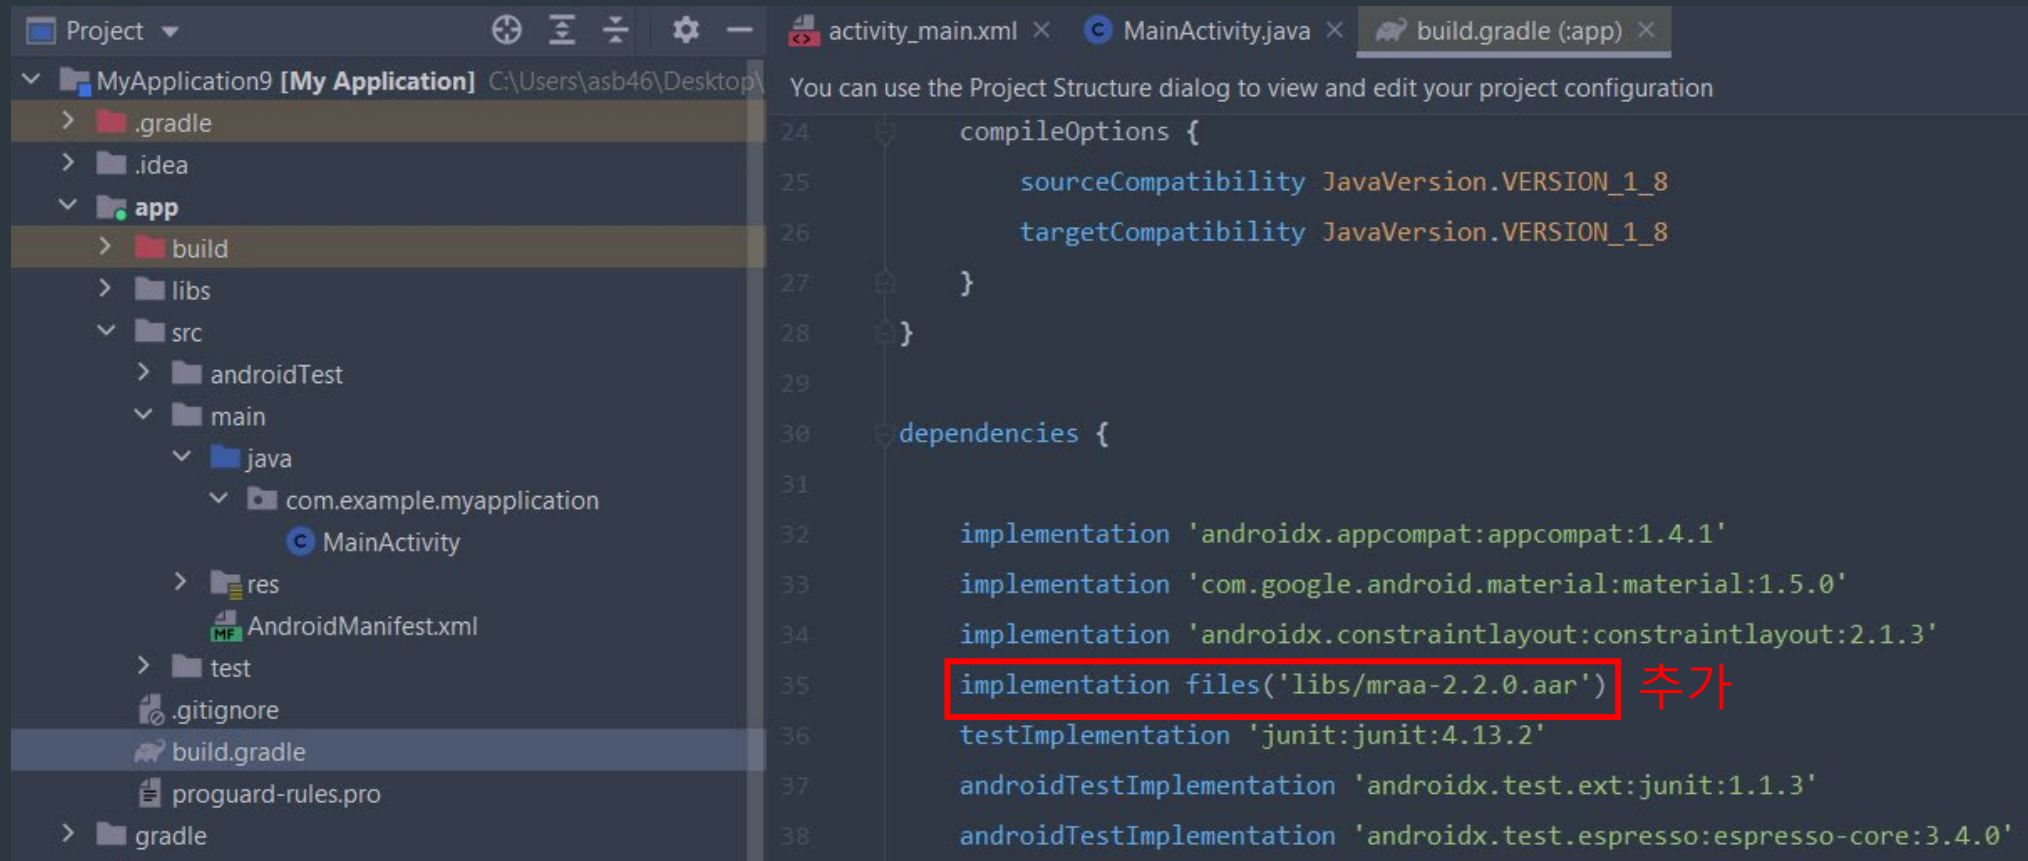 Project
MyApplication9 [My Application] C:\Users\asb46\Desktop\
.gradle
.idea
app
build
libs
src
androidTest
main
java
com.example.myapplication
MainActivity
res
AndroidManifest.xml
test
.gitignore
build.gradle
proguard-rules.pro
gradle
activity_main.xml MainActivity.java build.gradle (:app)
You can use the Project Structure dialog to view and edit your project configuration
24 compileOptions {
25 sourceCompatibility JavaVersion.VERSION_1_8
26 targetCompatibility JavaVersion.VERSION_1_8
27 }
28 }
29
30 dependencies {
31
32 implementation 'androidx.appcompat:appcompat:1.4.1'
33 implementation 'com.google.android.material:material:1.5.0'
34 implementation 'androidx.constraintlayout:constraintlayout:2.1.3'
35 implementation files('libs/mraa-2.2.0.aar') 추가
36 testImplementation 'junit:junit:4.13.2'
37 androidTestImplementation 'androidx.test.ext:junit:1.1.3'
38 androidTestImplementation 'androidx.test.espresso:espresso-core:3.4.0'